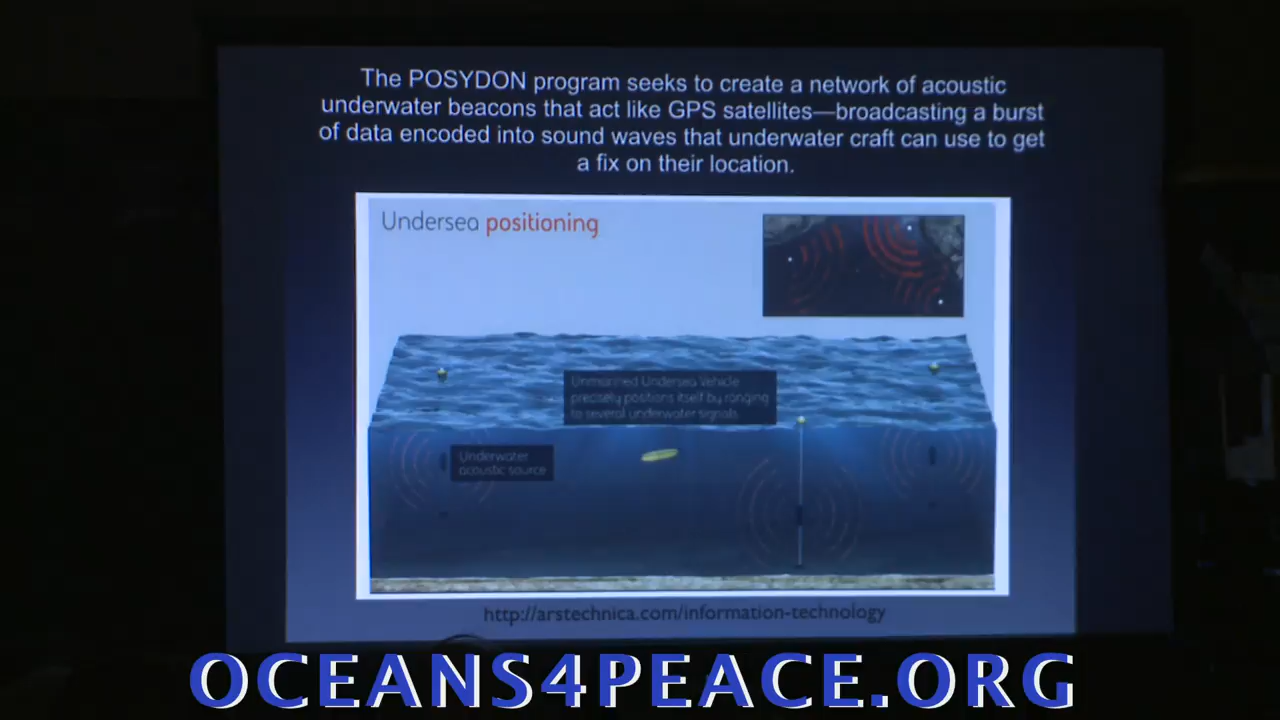 The POSYDON program seeks to create a network of acoustic
underwater beacons that act like GPS satellites—broadcasting a burst
of data encoded into sound waves that underwater craft can use to get
a fix on their location.
Undersea positioning
Unmanned Undersea Vehicle
precisely positions itself by ranging
to several underwater signals
Underwater
acoustic source
http://arstechnica.com/information-technology
OCEANS4PEACE.ORG